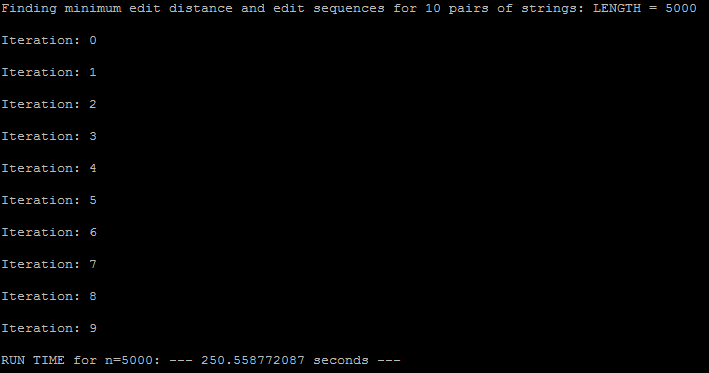 Finding minimum edit distance and edit sequences for 10 pairs of strings: LENGTH = 5000
Iteration: 0
Iteration: 1
Iteration: 2
Iteration: 3
Iteration: 4
Iteration: 5
Iteration: 6
Iteration: 7
Iteration: 8
Iteration: 9
RUN TIME for n=5000: --- 250.558772087 seconds ---